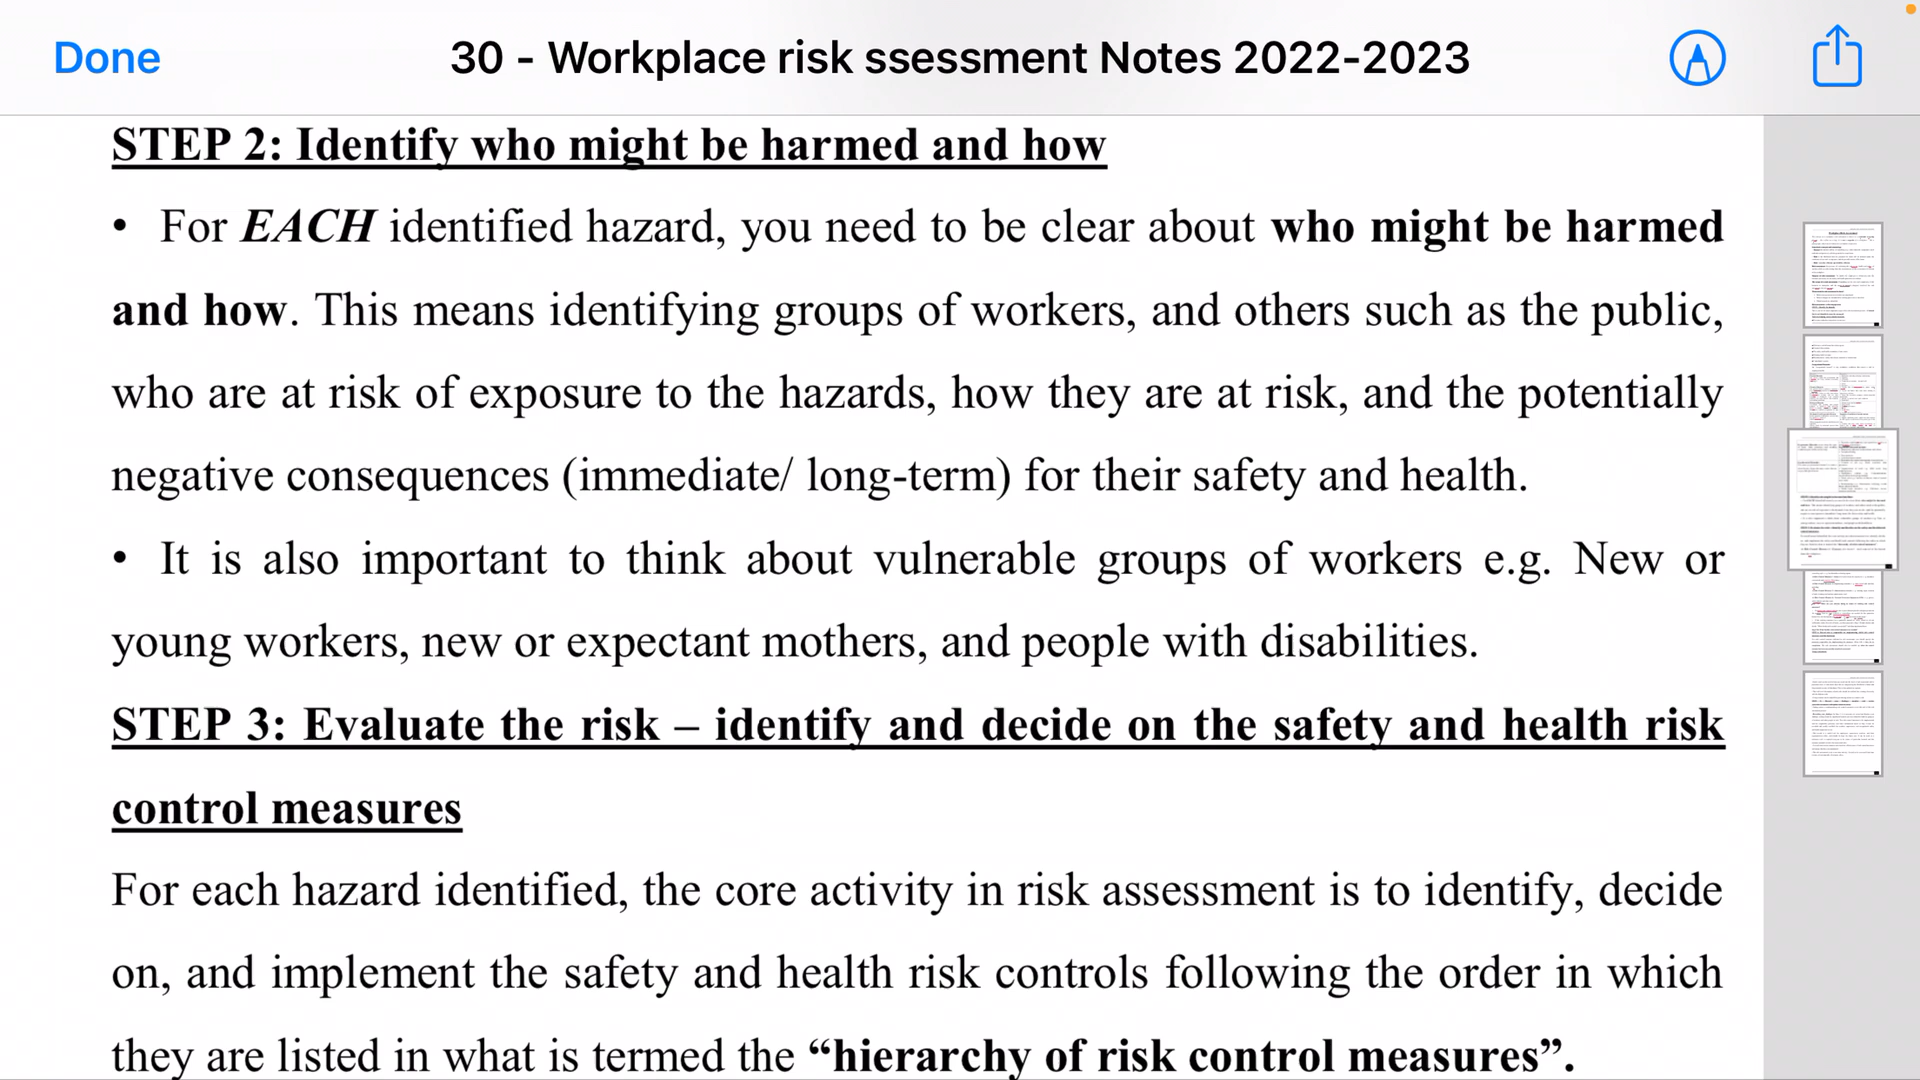 Done
30 - Workplace risk ssessment Notes 2022-2023
STEP 2: Identify who might be harmed and how
• For EACH identified hazard, you need to be clear about who might be harmed
and how. This means identifying groups of workers, and others such as the public,
who are at risk of exposure to the hazards, how they are at risk, and the potentially
negative consequences (immediate/ long-term) for their safety and health.
• It is also important to think about vulnerable groups of workers e.g. New or
young workers, new or expectant mothers, and people with disabilities.
STEP 3: Evaluate the risk – identify and decide on the safety and health risk
control measures
For each hazard identified, the core activity in risk assessment is to identify, decide
on, and implement the safety and health risk controls following the order in which
they are listed in what is termed the “hierarchy of risk control measures”.